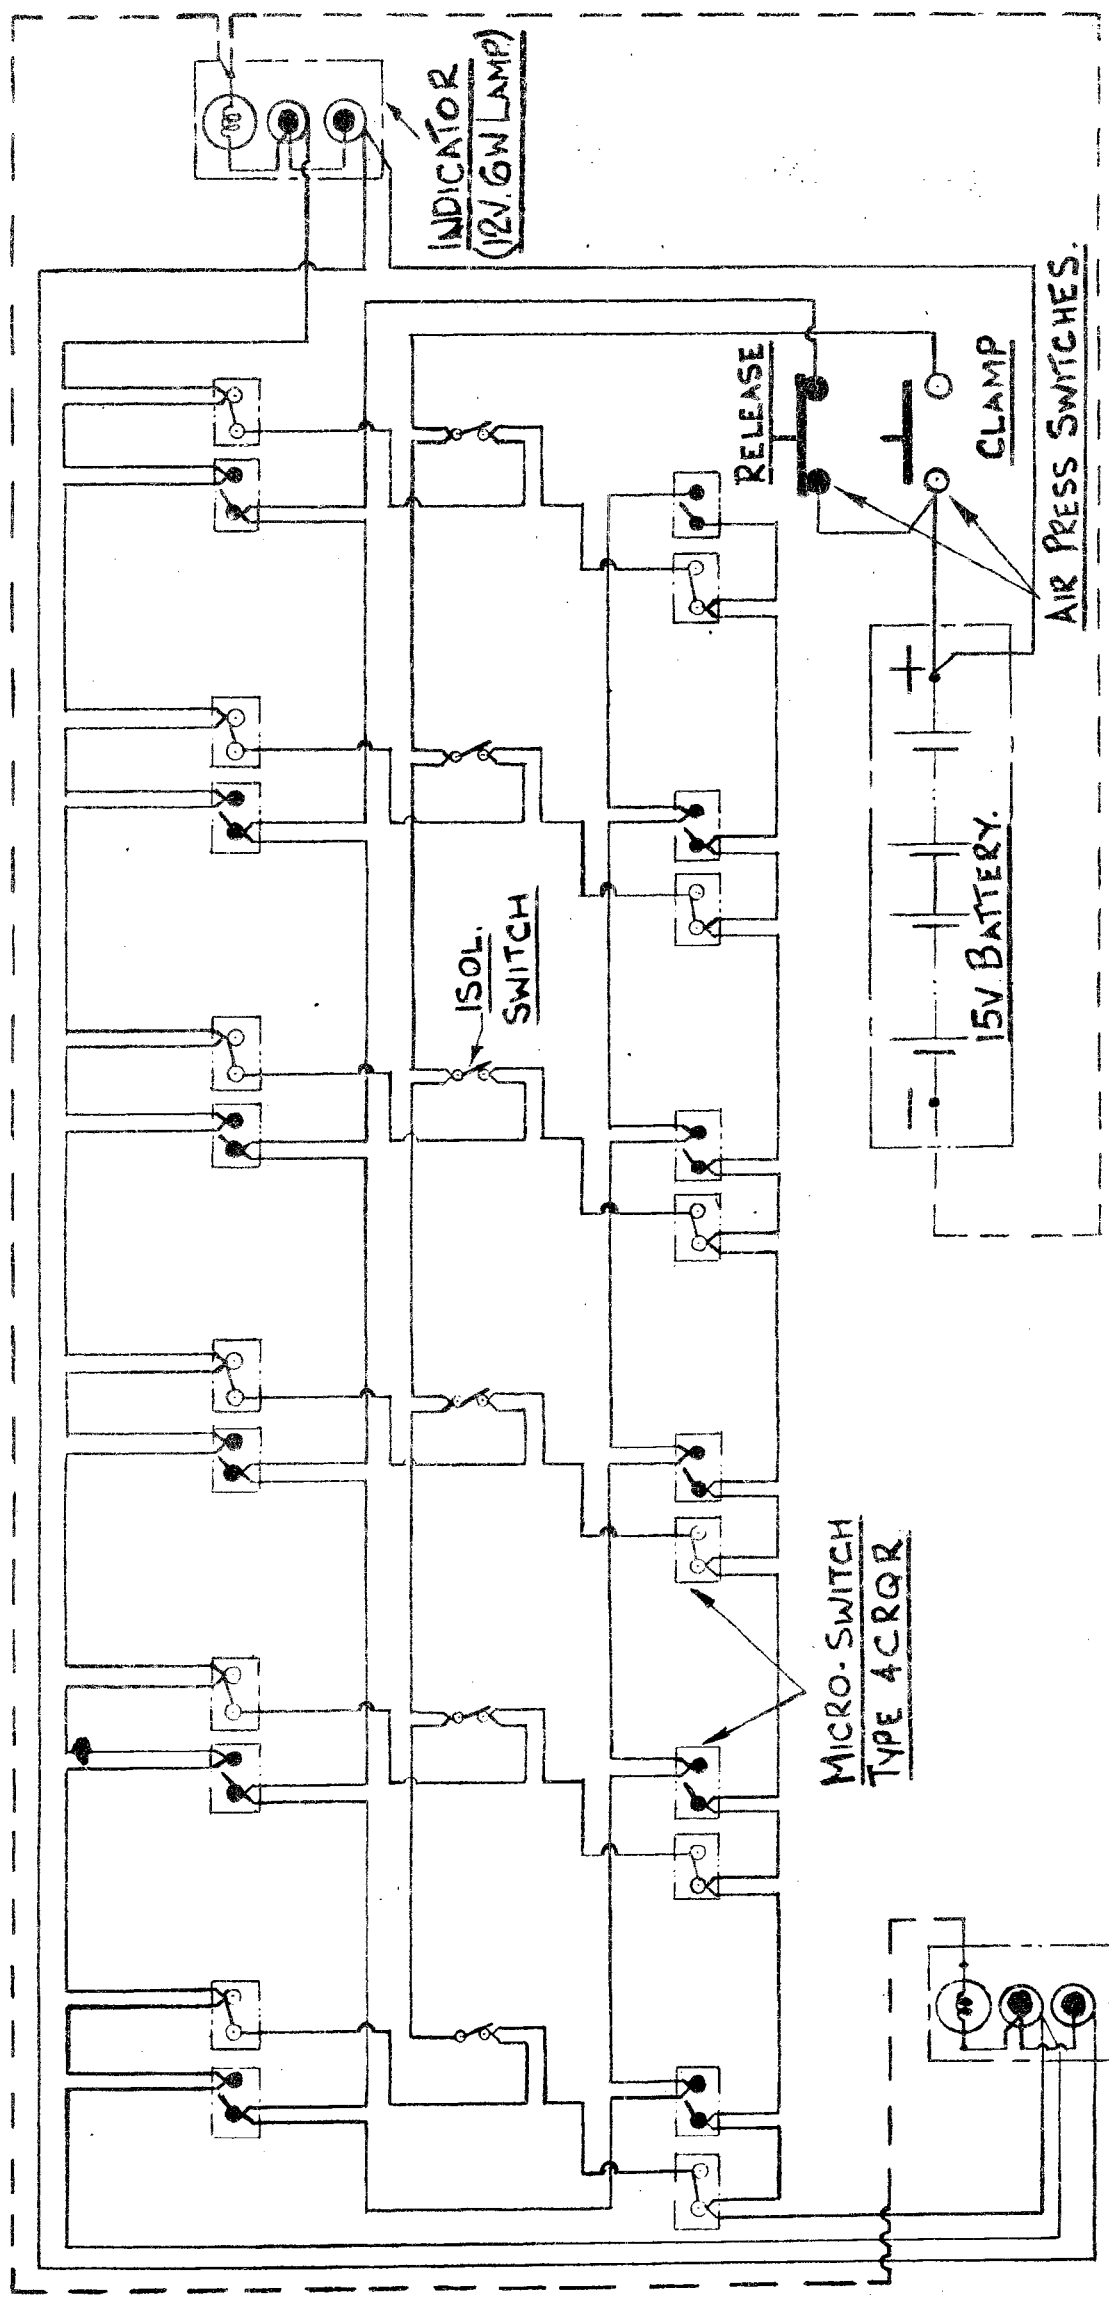 INDICATOR
(12V. 6W LAMP)
RELEASE
CLAMP
AIR PRESS SWITCHES.
ISOL.
SWITCH
+
15V BATTERY.
−
MICRO-SWITCH
TYPE 4CRQR